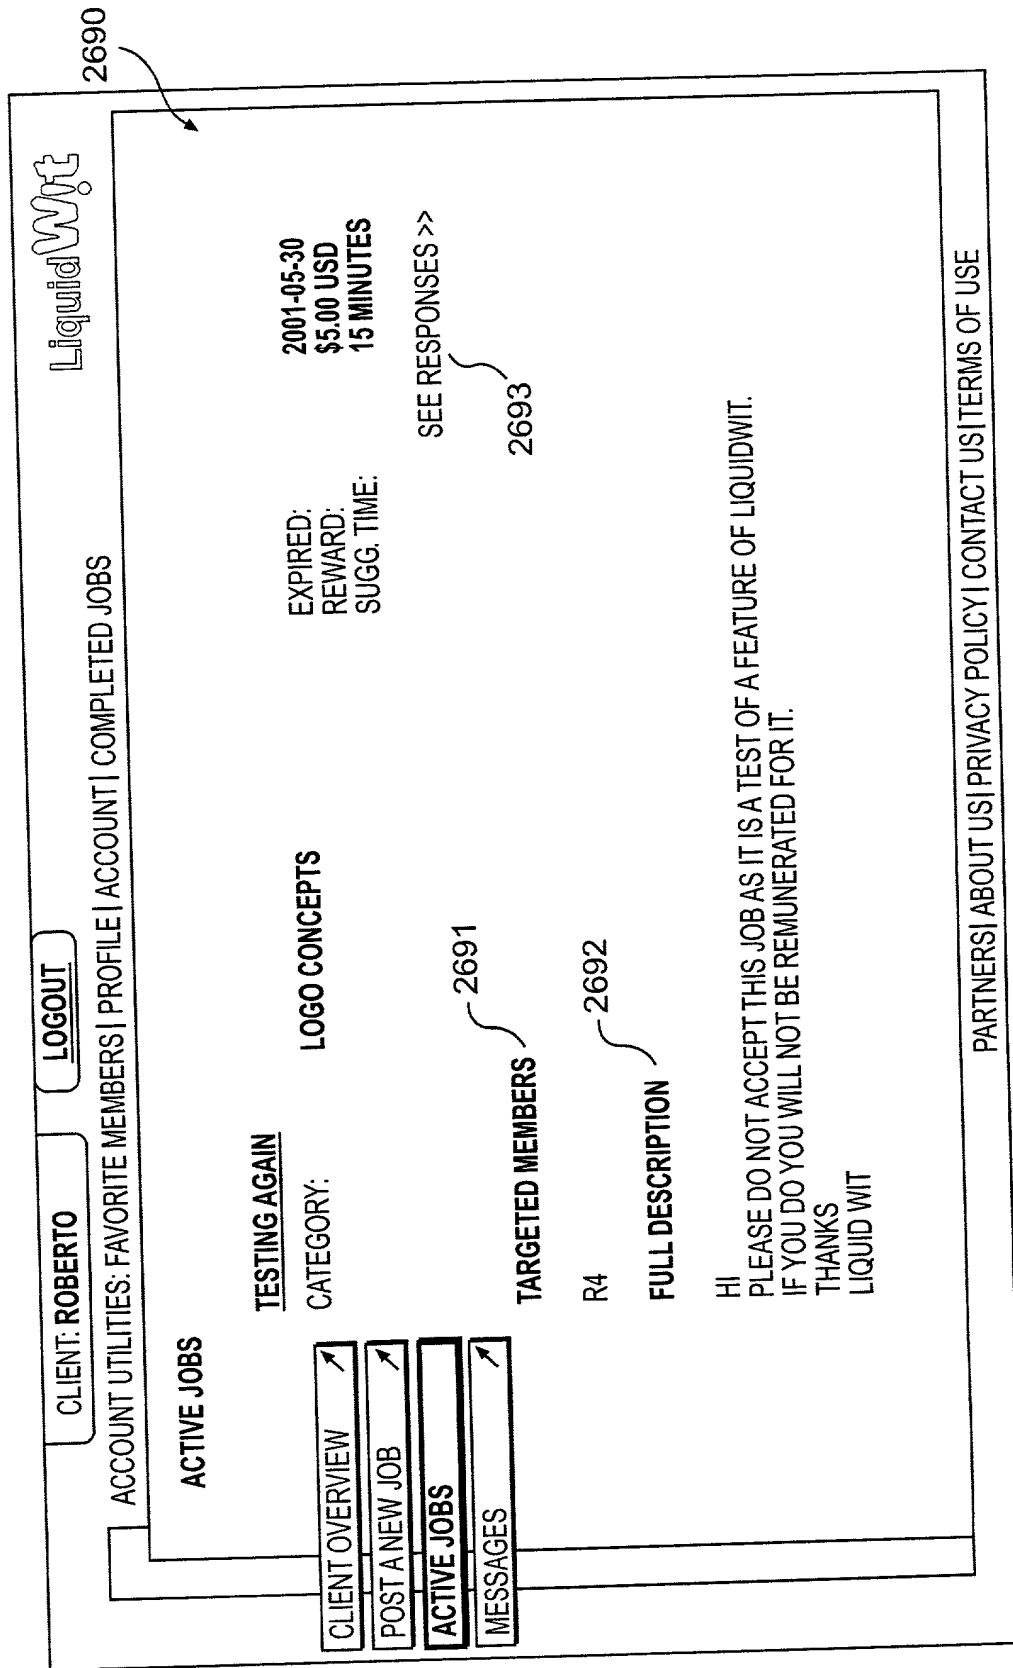 2690
CLIENT: ROBERTO
LOGOUT
LiquidWit
ACCOUNT UTILITIES: FAVORITE MEMBERS| PROFILE | ACCOUNT | COMPLETED JOBS
ACTIVE JOBS
CLIENT OVERVIEW
POST A NEW JOB
ACTIVE JOBS
MESSAGES
TESTING AGAIN
CATEGORY:
LOGO CONCEPTS
EXPIRED:
2001-05-30
REWARD:
$5.00 USD
SUGG. TIME:
15 MINUTES
SEE RESPONSES >>
2693
TARGETED MEMBERS
2691
R4
FULL DESCRIPTION
2692
HI
PLEASE DO NOT ACCEPT THIS JOB AS IT IS A TEST OF A FEATURE OF LIQUIDWIT.
IF YOU DO YOU WILL NOT BE REMUNERATED FOR IT.
THANKS
LIQUID WIT
PARTNERS| ABOUT US| PRIVACY POLICY| CONTACT US|TERMS OF USE